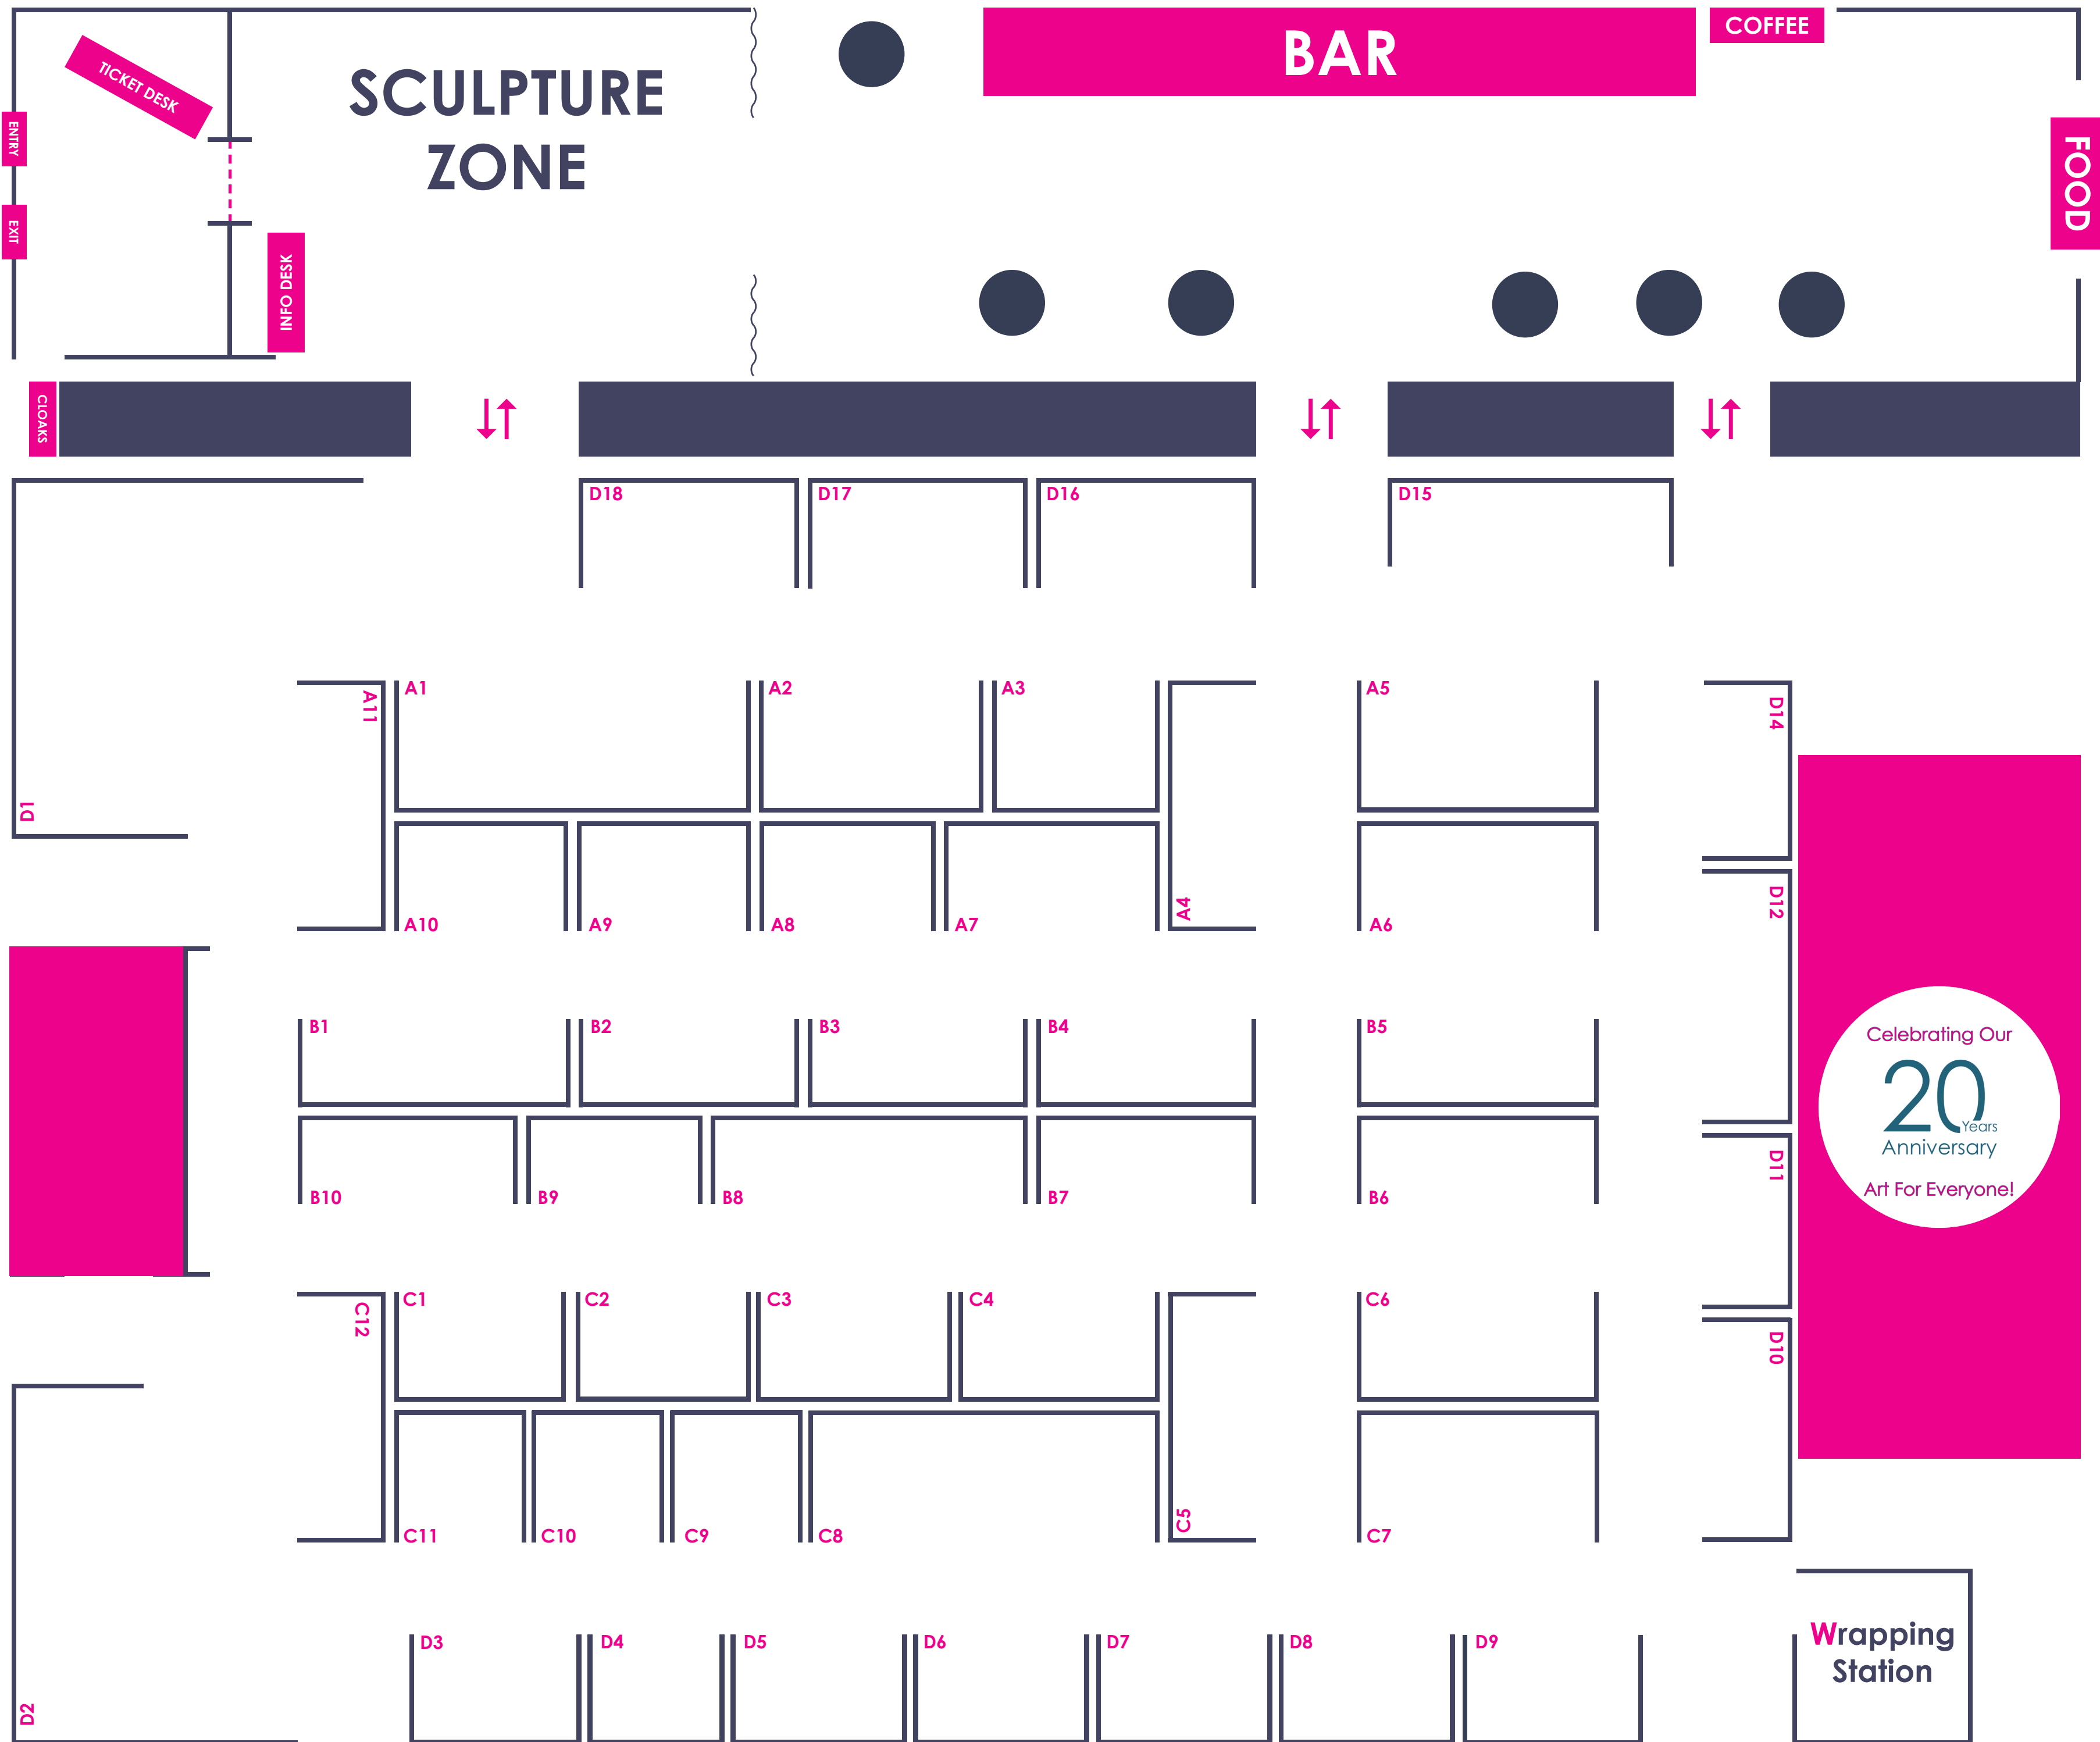 BAR
COFFEE
TICKET DESK
SCULPTURE
ZONE
ENTRY
EXIT
FOOD
INFO DESK
CLOAKS
D18
D17
D16
D15
D1
A11
A1
A2
A3
A5
D14
A10
A9
A8
A7
A4
A6
D12
B1
B2
B3
B4
B5
Celebrating Our
20
Years
Anniversary
Art For Everyone!
D11
B10
B9
B8
B7
B6
C12
C1
C2
C3
C4
C6
D10
C11
C10
C9
C8
C5
C7
D2
D3
D4
D5
D6
D7
D8
D9
Wrapping
Station